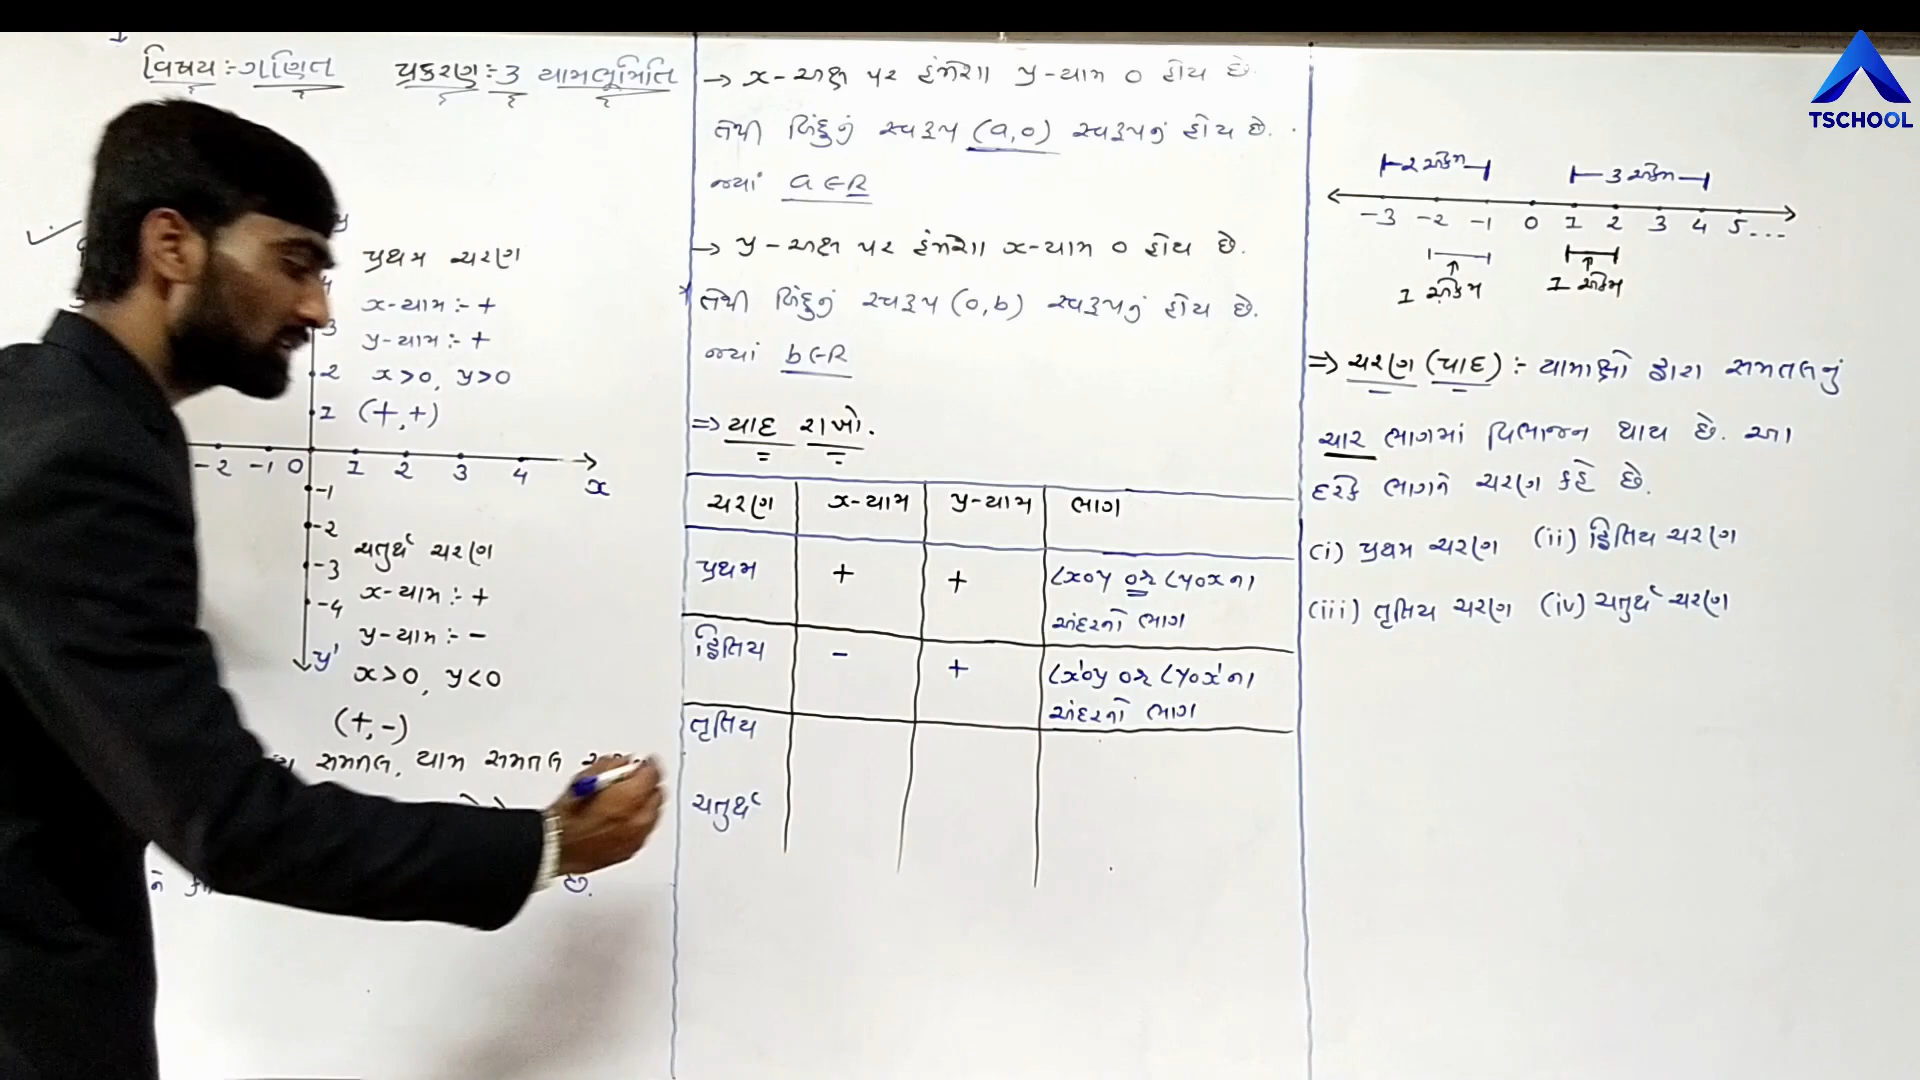 વિષય :- ગણિત પ્રકરણ :- ૩ યામભૂમિતિ
y
પ્રથમ ચરણ
x-યામ :- +
y-યામ :- +
x>0, y>0
(+,+)
3
2
1
-2 -1 0 1 2 3 4
x
-1
-2
-3
-4
y'
ચતુર્થ ચરણ
x-યામ :- +
y-યામ :- -
x>0, y<0
(+,-)
સમતલ, યામ સમતલ
છે.
→ x-અક્ષ પર હંમેશા y-યામ 0 હોય છે.
તેથી બિંદુનું સ્વરૂપ (a,0) સ્વરૂપનું હોય છે.
જ્યાં a∈R
→ y-અક્ષ પર હંમેશા x-યામ 0 હોય છે.
તેથી બિંદુનું સ્વરૂપ (0,b) સ્વરૂપનું હોય છે.
જ્યાં b∈R
⇒ યાદ રાખો.
ચરણ x-યામ y-યામ ભાગ
પ્રથમ + + ∠xoy or ∠yox ના
અંદરનો ભાગ
દ્વિતિય - + ∠x'oy or ∠yox' ના
અંદરનો ભાગ
તૃતિય
ચતુર્થ
TSCHOOL
2 એકમ 3 એકમ
-3 -2 -1 0 1 2 3 4 5...
1 એકમ 1 એકમ
⇒ ચરણ (પાદ) :- યામાક્ષો દ્વારા સમતલનું
ચાર ભાગમાં વિભાજન થાય છે. આ
દરેક ભાગને ચરણ કહે છે.
(i) પ્રથમ ચરણ (ii) દ્વિતિય ચરણ
(iii) તૃતિય ચરણ (iv) ચતુર્થ ચરણ